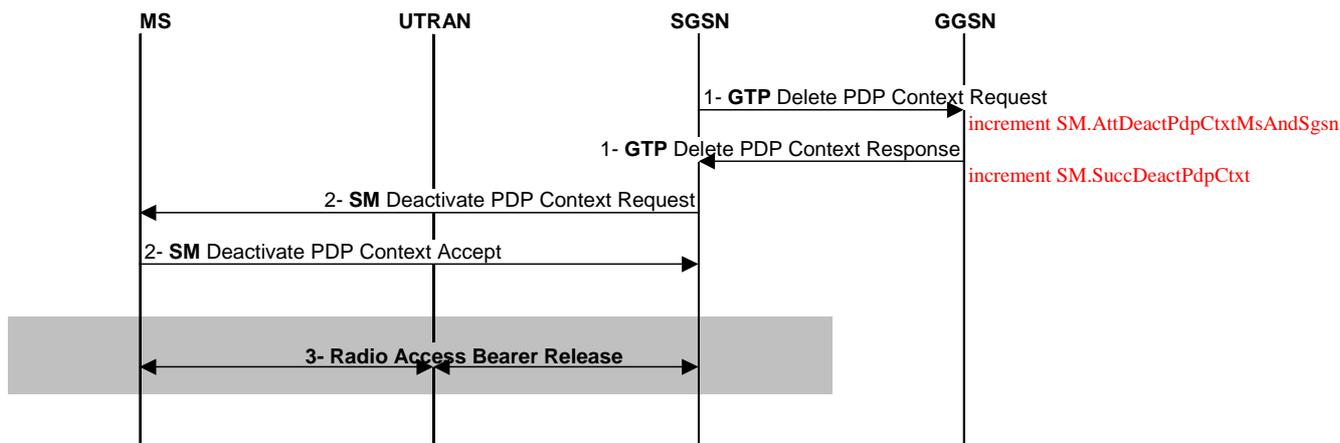 MS UTRAN SGSN GGSN
1- GTP Delete PDP Context Request
increment SM.AttDeactPdpCtxtMsAndSgsn
1- GTP Delete PDP Context Response
increment SM.SuccDeactPdpCtxt
2- SM Deactivate PDP Context Request
2- SM Deactivate PDP Context Accept
3- Radio Access Bearer Release